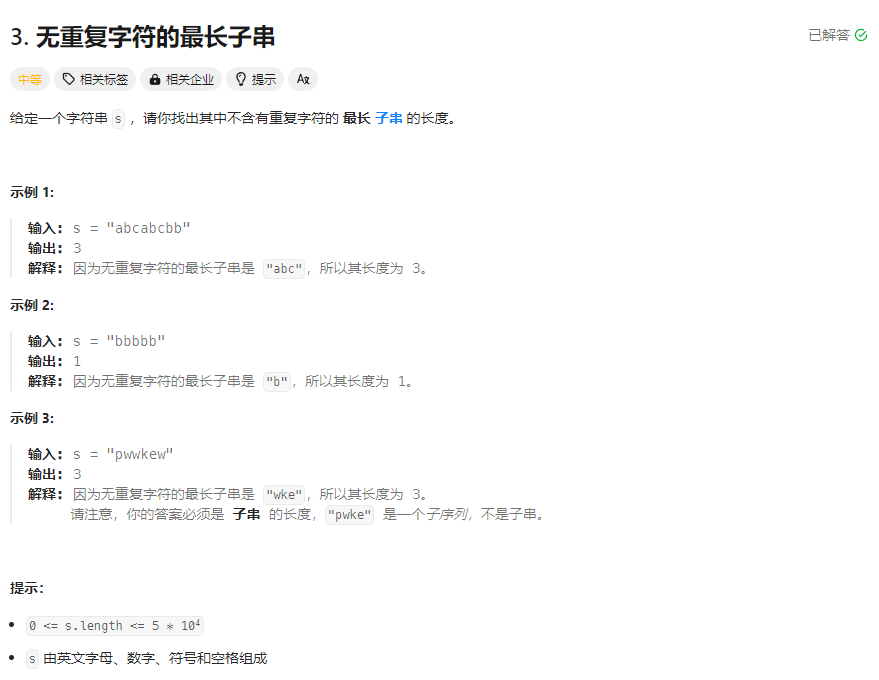 3. 无重复字符的最长子串
已解答
中等 相关标签 相关企业 提示 Aż
给定一个字符串 s ，请你找出其中不含有重复字符的 最长 子串 的长度。
示例 1:
输入: s = "abcabcbb"
输出: 3
解释: 因为无重复字符的最长子串是 "abc"，所以其长度为 3。
示例 2:
输入: s = "bbbbb"
输出: 1
解释: 因为无重复字符的最长子串是 "b"，所以其长度为 1。
示例 3:
输入: s = "pwwkew"
输出: 3
解释: 因为无重复字符的最长子串是 "wke"，所以其长度为 3。
请注意，你的答案必须是 子串 的长度，"pwke" 是一个子序列，不是子串。
提示：
• 0 <= s.length <= 5 * 10⁴
• s 由英文字母、数字、符号和空格组成